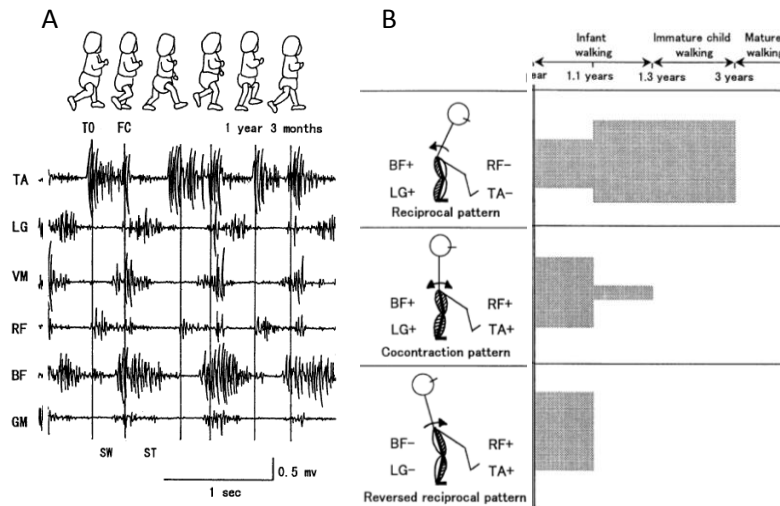 A
TO FC 1 year 3 months
TA
LG
VM
RF
BF
GM
SW ST
0.5 mv
1 sec
B
Infant walking
Immature child walking
Mature walking
ear 1.1 years 1.3 years 3 years
BF+ RF-
LG+ TA-
Reciprocal pattern
BF+ RF+
LG+ TA+
Cocontraction pattern
BF- RF+
LG- TA+
Reversed reciprocal pattern